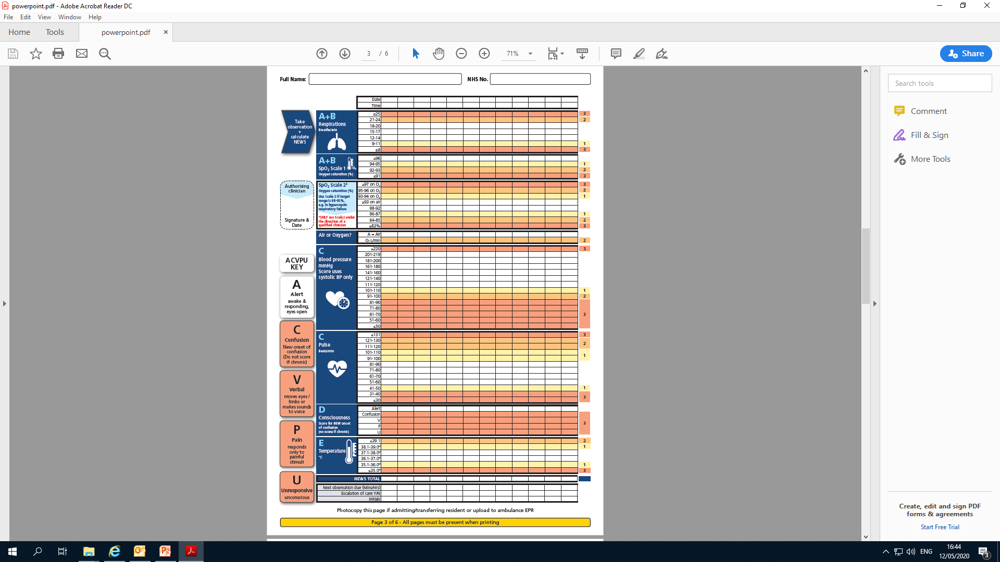 powerpoint.pdf - Adobe Acrobat Reader DC
File Edit View Window Help
Home Tools powerpoint.pdf
3 / 6
71%
Share
Search tools
Comment
Fill & Sign
More Tools
Create, edit and sign PDF
forms & agreements
Start Free Trial
Full Name: NHS No.
Date
Time
Take
observation
+
calculate
NEWS
A+B
Respirations
Breaths/min
≥25 3
21-24 2
18-20
15-17
12-14
9-11 1
≤8 3
A+B
SpO₂ Scale 1
Oxygen saturation (%)
O₂
≥96
94-95 1
92-93 2
≤91 3
Authorising
clinician
Signature &
Date
SpO₂ Scale 2‡
Oxygen saturation (%)
Use Scale 2 if target
range is 88-92%,
e.g. in hypercapnic
respiratory failure
‡ONLY use Scale2 under
the direction of a
qualified clinician
≥97 on O₂ 3
95-96 on O₂ 2
93-94 on O₂ 1
≥93 on air
88-92
86-87 1
84-85 2
≤83% 3
Air or Oxygen?
A = Air
O₂ L/min 2
C
Blood pressure
mmHg
Score uses
systolic BP only
≥220 3
201-219
181-200
161-180
141-160
121-140
111-120
101-110 1
91-100 2
81-90
71-80
61-70 3
51-60
≤50
C
Pulse
Beats/min
≥131 3
121-130 2
111-120
101-110 1
91-100
81-90
71-80
61-70
51-60
41-50 1
31-40 3
≤30
D
Consciousness
Score for NEW onset
of confusion
(no score if chronic)
Alert
Confusion
V 3
P
U
E
Temperature
°C
≥39.1 2
38.1-39.0° 1
37.1-38.0°
36.1-37.0°
35.1-36.0° 1
≤35.0° 3
NEWS TOTAL
Next observation due (Mins/Hrs)
Escalation of care Y/N
Initials
ACVPU
KEY
A
Alert
awake &
responding,
eyes open
C
Confusion
New onset of
confusion
(Do not score
if chronic)
V
Verbal
moves eyes /
limbs or
makes sounds
to voice
P
Pain
responds
only to
painful
stimuli
U
Unresponsive
unconscious
Photocopy this page if admitting/transferring resident or upload to ambulance EPR
Page 3 of 6 - All pages must be present when printing
ENG
16:44
12/05/2020
3